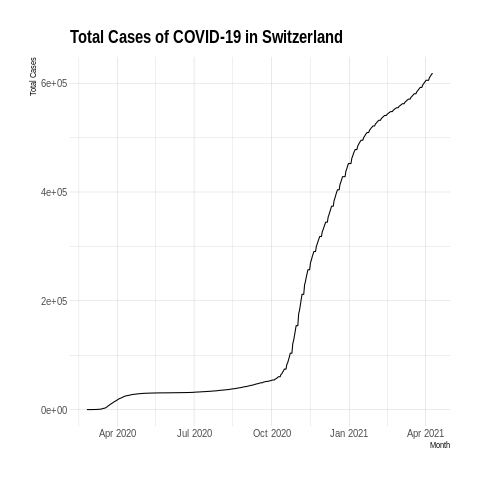 Total Cases of COVID-19 in Switzerland
Total Cases
6e+05
4e+05
2e+05
0e+00
Apr 2020
Jul 2020
Oct 2020
Jan 2021
Apr 2021
Month